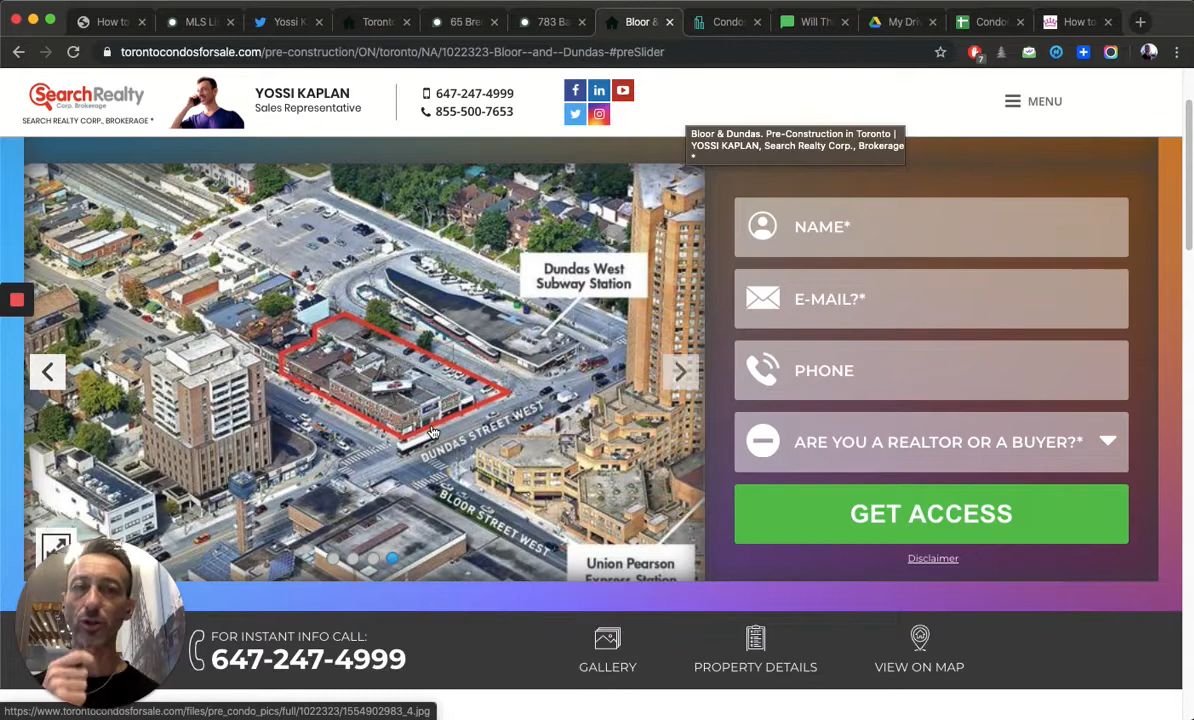 How to
MLS Li
Yossi K
Toront
65 Bre
783 Ba
Bloor &
Condo
Will Th
My Driv
Condo
How to
torontocondosforsale.com/pre-construction/ON/toronto/NA/1022323-Bloor--and--Dundas-#preSlider
7
SearchRealty
Corp. Brokerage
SEARCH REALTY CORP., BROKERAGE *
YOSSI KAPLAN
Sales Representative
647-247-4999
855-500-7653
MENU
Bloor & Dundas. Pre-Construction in Toronto |
YOSSI KAPLAN, Search Realty Corp., Brokerage
*
Dundas West
Subway Station
DUNDAS STREET WEST
BLOOR STREET WEST
Union Pearson
Express Station
NAME*
E-MAIL?*
PHONE
ARE YOU A REALTOR OR A BUYER?*
GET ACCESS
Disclaimer
FOR INSTANT INFO CALL:
647-247-4999
GALLERY
PROPERTY DETAILS
VIEW ON MAP
https://www.torontocondosforsale.com/files/pre_condo_pics/full/1022323/1554902983_4.jpg